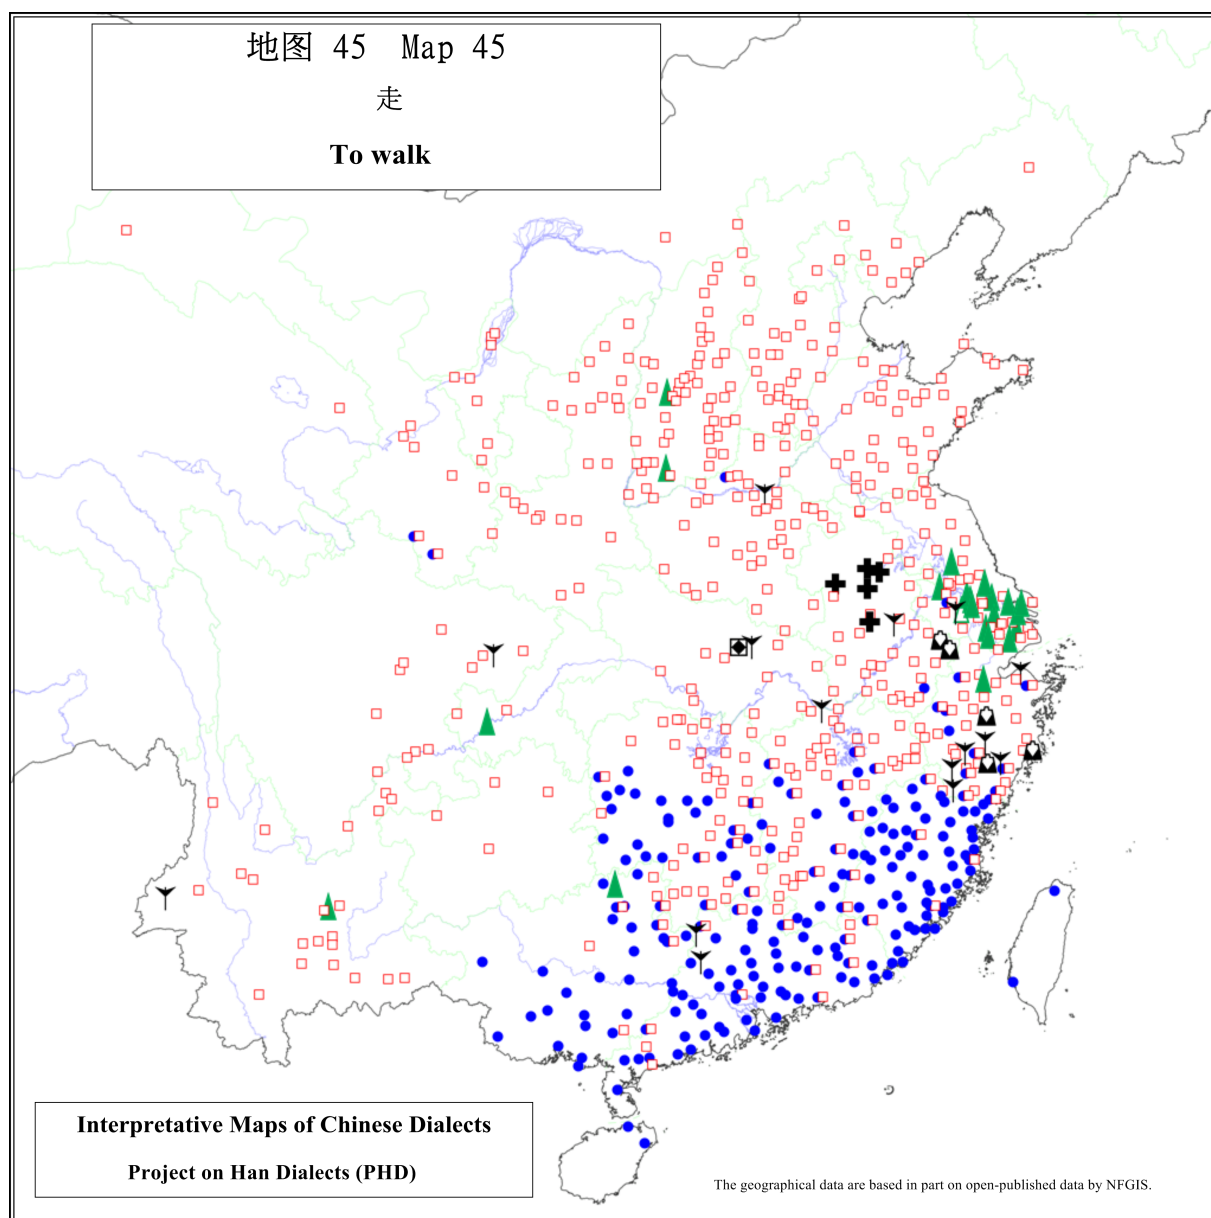 地图 45 Map 45
走
To walk
Interpretative Maps of Chinese Dialects
Project on Han Dialects (PHD)
The geographical data are based in part on open-published data by NFGIS.